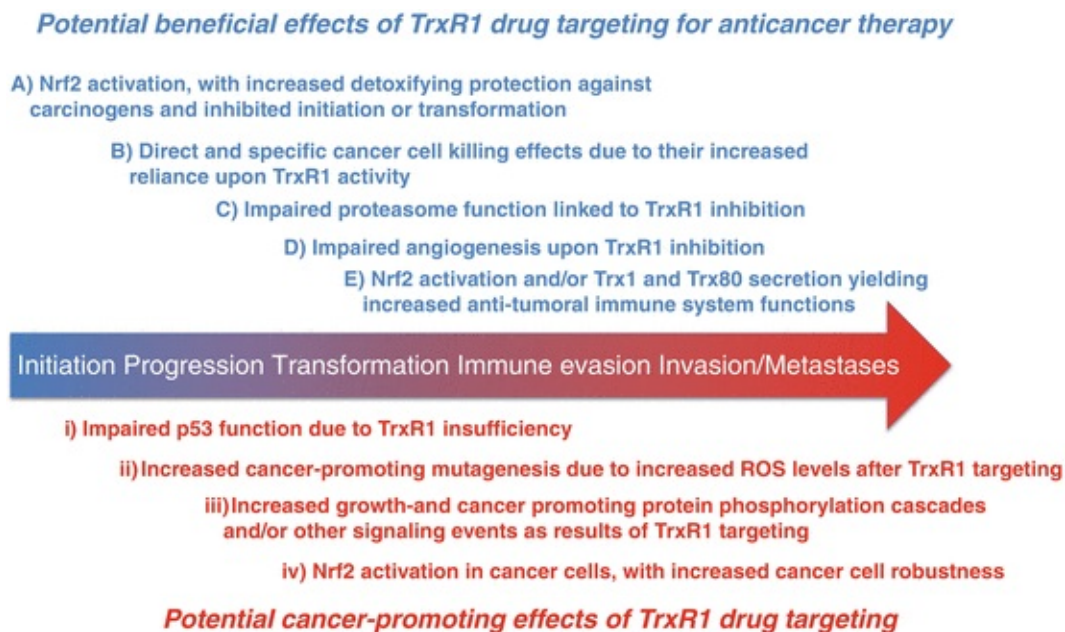 Potential beneficial effects of TrxR1 drug targeting for anticancer therapy
A) Nrf2 activation, with increased detoxifying protection against
carcinogens and inhibited initiation or transformation
B) Direct and specific cancer cell killing effects due to their increased
reliance upon TrxR1 activity
C) Impaired proteasome function linked to TrxR1 inhibition
D) Impaired angiogenesis upon TrxR1 inhibition
E) Nrf2 activation and/or Trx1 and Trx80 secretion yielding
increased anti-tumoral immune system functions
Initiation Progression Transformation Immune evasion Invasion/Metastases
i) Impaired p53 function due to TrxR1 insufficiency
ii) Increased cancer-promoting mutagenesis due to increased ROS levels after TrxR1 targeting
iii) Increased growth-and cancer promoting protein phosphorylation cascades
and/or other signaling events as results of TrxR1 targeting
iv) Nrf2 activation in cancer cells, with increased cancer cell robustness
Potential cancer-promoting effects of TrxR1 drug targeting